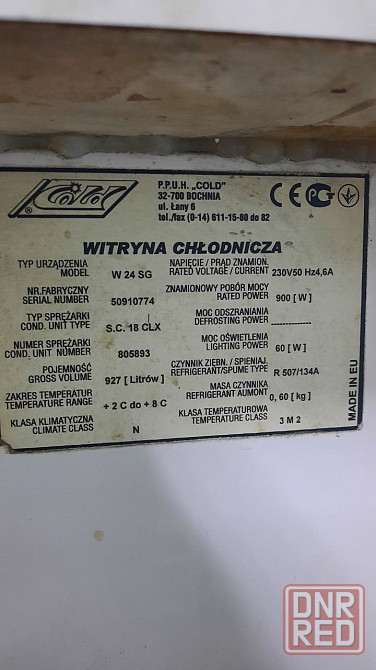 COLD
®
P.P.U.H. „COLD"
32-700 BOCHNIA
ul. Łany 6
tel./fax (0-14) 611-15-80 do 82
CE CE PC
WITRYNA CHŁODNICZA
TYP URZĄDZENIA
MODEL W 24 SG
NR.FABRYCZNY
SERIAL NUMBER 50910774
TYP SPRĘŻARKI
COND. UNIT TYPE S.C. 18 CLX
NUMER SPRĘŻARKI
COND. UNIT NUMBER 805893
POJEMNOŚĆ
GROSS VOLUME 927 [ Litrów ]
ZAKRES TEMPERATUR
TEMPERATURE RANGE + 2 C do + 8 C
KLASA KLIMATYCZNA
CLIMATE CLASS N
NAPIĘCIE / PRĄD ZNAMION.
RATED VOLTAGE / CURRENT 230V50 Hz4,6A
ZNAMIONOWY POBÓR MOCY
RATED POWER 900 [ W ]
MOC ODSZRANIANIA
DEFROSTING POWER --------------
MOC OŚWIETLENIA
LIGHTING POWER 60 [ W ]
CZYNNIK ZIĘBN. / SPIENIAJ.
REFRIGERANT/SPUME TYPE R 507/134A
MASA CZYNNIKA
REFRIGERANT AUMONT 0, 60 [ kg ]
KLASA TEMPERATUROWA
TEMPERATURE CLASS 3 M 2
MADE IN EU
DNR
RED